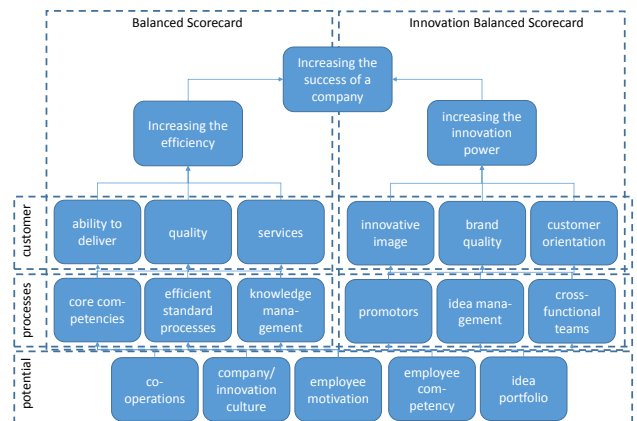 Balanced Scorecard
Innovation Balanced Scorecard
Increasing the
success of a
company
Increasing the
efficiency
increasing the
innovation
power
customer
ability to
deliver
quality
services
innovative
image
brand
quality
customer
orientation
processes
core com-
petencies
efficient
standard
processes
knowledge
manage-
ment
promotors
idea mana-
gement
cross-
functional
teams
potential
co-
operations
company/
innovation
culture
employee
motivation
employee
compe-
tency
idea
portfolio